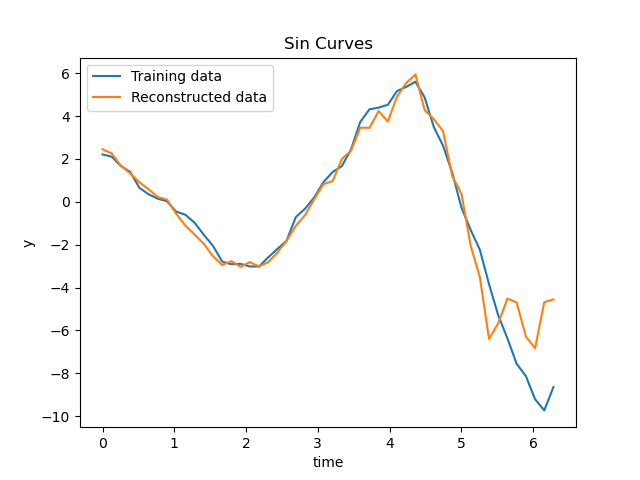 Sin Curves
Training data
Reconstructed data
6
4
2
0
−2
−4
−6
−8
−10
y
0 1 2 3 4 5 6
time